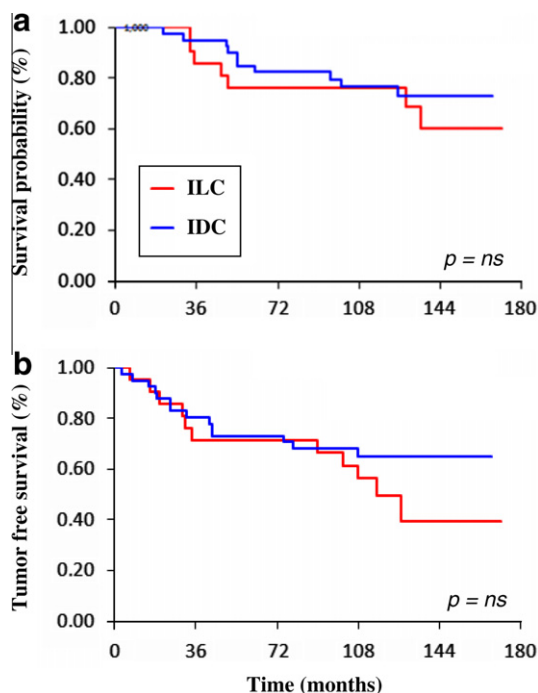 a
1.00
1,000
0.80
0.60
0.40
0.20
0.00
Survival probability (%)
ILC
IDC
p = ns
0 36 72 108 144 180
b
1.00
0.80
0.60
0.40
0.20
0.00
Tumor free survival (%)
p = ns
0 36 72 108 144 180
Time (months)